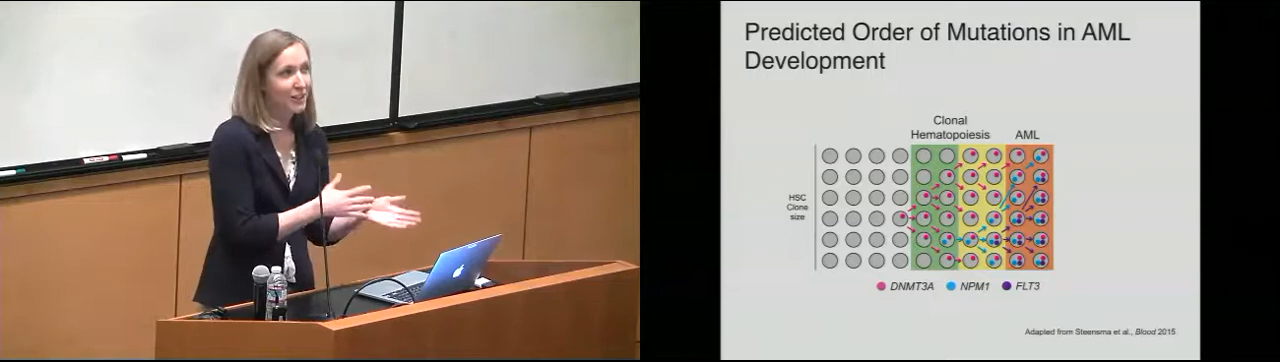 Predicted Order of Mutations in AML
Development
Clonal
Hematopoiesis
AML
HSC
Clone
size
DNMT3A
NPM1
FLT3
Adapted from Steensma et al., Blood 2015